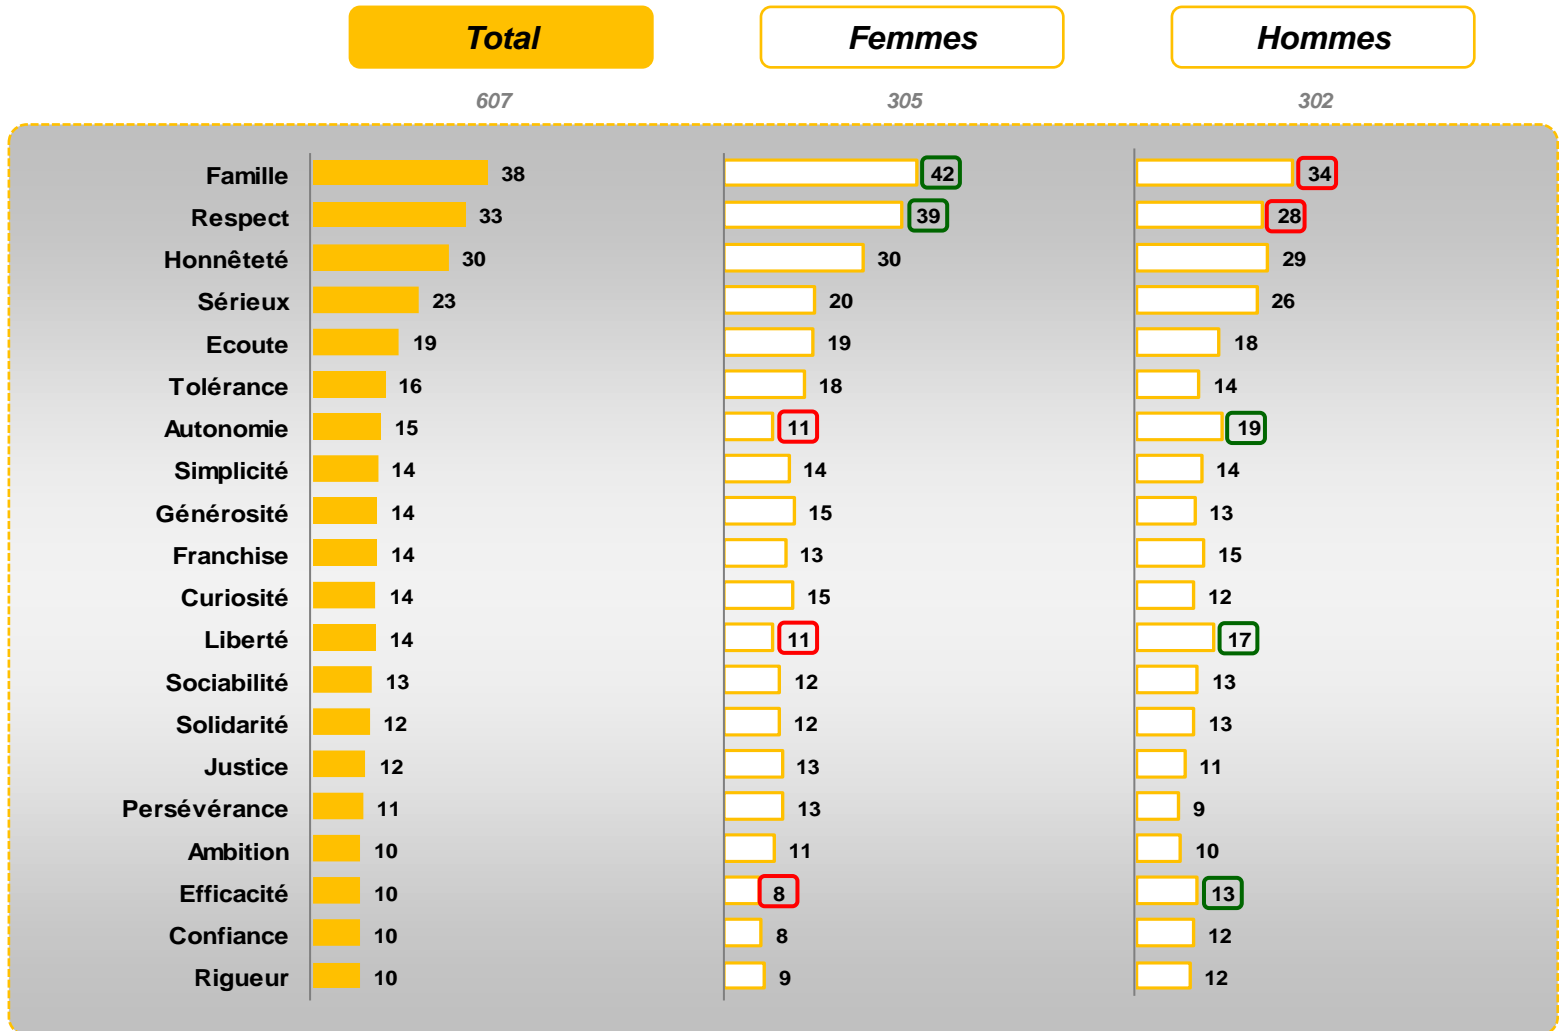 Total Femmes Hommes
607 305 302
Famille 38 42 34
Respect 33 39 28
Honnêteté 30 30 29
Sérieux 23 20 26
Ecoute 19 19 18
Tolérance 16 18 14
Autonomie 15 11 19
Simplicité 14 14 14
Générosité 14 15 13
Franchise 14 13 15
Curiosité 14 15 12
Liberté 14 11 17
Sociabilité 13 12 13
Solidarité 12 12 13
Justice 12 13 11
Persévérance 11 13 9
Ambition 10 11 10
Efficacité 10 8 13
Confiance 10 8 12
Rigueur 10 9 12